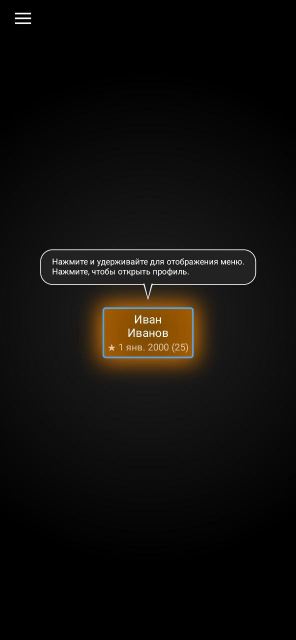 Нажмите и удерживайте для отображения меню.
Нажмите, чтобы открыть профиль.
Иван
Иванов
★ 1 янв. 2000 (25)